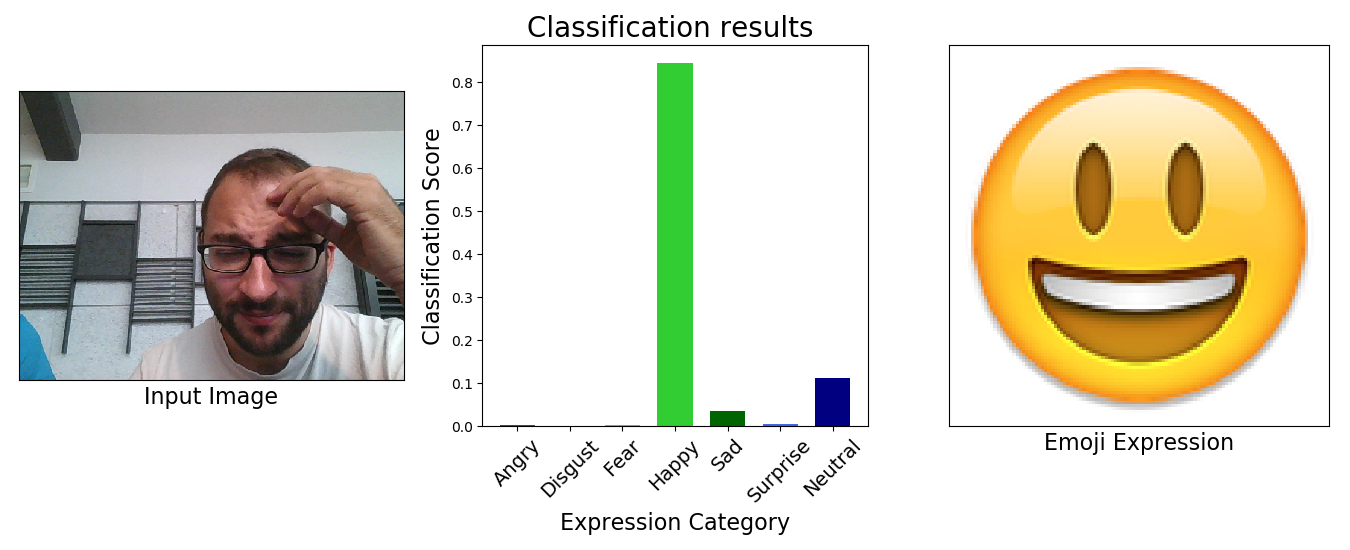 Classification results
Classification Score
0.8
0.7
0.6
0.5
0.4
0.3
0.2
0.1
0.0
Angry
Disgust
Fear
Happy
Sad
Surprise
Neutral
Expression Category
Input Image
Emoji Expression